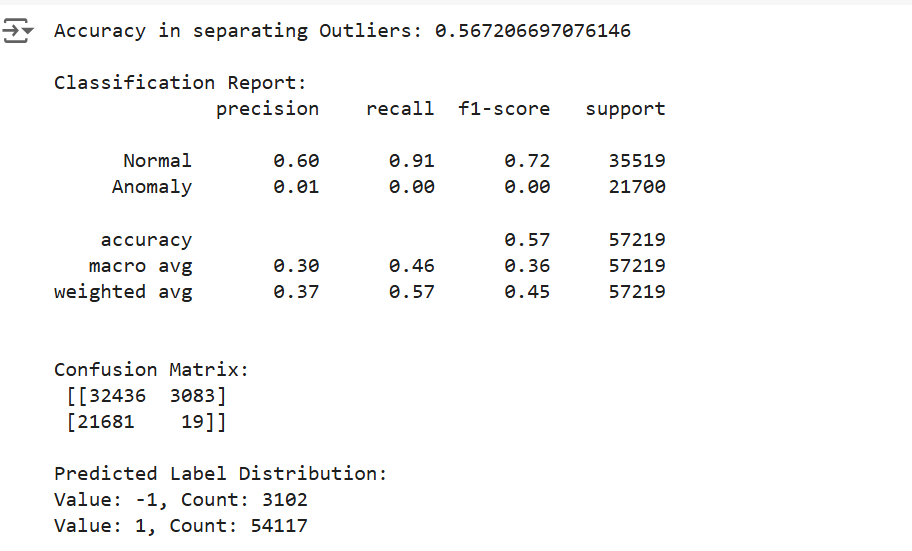 Accuracy in separating Outliers: 0.567206697076146
Classification Report:
precision recall f1-score support
Normal 0.60 0.91 0.72 35519
Anomaly 0.01 0.00 0.00 21700
accuracy 0.57 57219
macro avg 0.30 0.46 0.36 57219
weighted avg 0.37 0.57 0.45 57219
Confusion Matrix:
[[32436 3083]
[21681 19]]
Predicted Label Distribution:
Value: -1, Count: 3102
Value: 1, Count: 54117